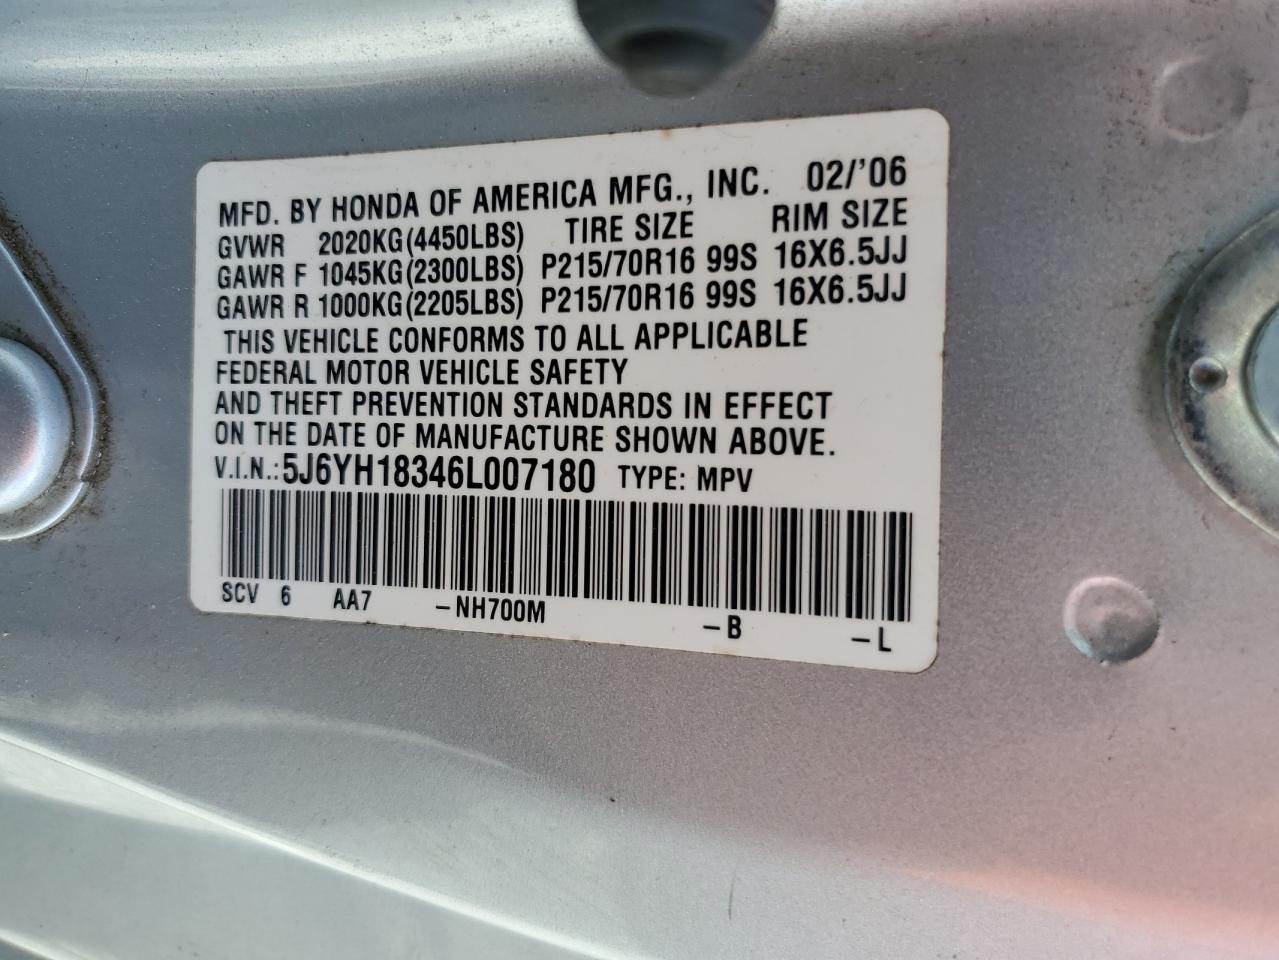 MFD. BY HONDA OF AMERICA MFG., INC. 02/'06
GVWR 2020KG(4450LBS) TIRE SIZE RIM SIZE
GAWR F 1045KG(2300LBS) P215/70R16 99S 16X6.5JJ
GAWR R 1000KG(2205LBS) P215/70R16 99S 16X6.5JJ
THIS VEHICLE CONFORMS TO ALL APPLICABLE
FEDERAL MOTOR VEHICLE SAFETY
AND THEFT PREVENTION STANDARDS IN EFFECT
ON THE DATE OF MANUFACTURE SHOWN ABOVE.
V.I.N.: 5J6YH18346L007180 TYPE: MPV
SCV 6 AA7 -NH700M -B -L